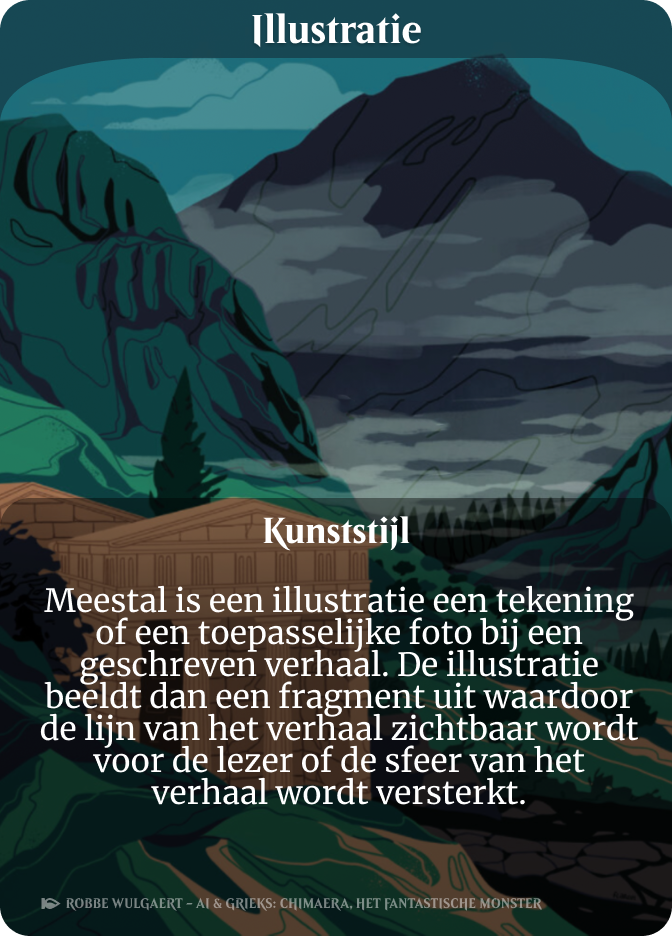 Illustratie
Kunststijl
Meestal is een illustratie een tekening
of een toepasselijke foto bij een
geschreven verhaal. De illustratie
beeldt dan een fragment uit waardoor
de lijn van het verhaal zichtbaar wordt
voor de lezer of de sfeer van het
verhaal wordt versterkt.
ROBBE WULGAERT – AI & GRIEKS: CHIMAERA, HET FANTASTISCHE MONSTER